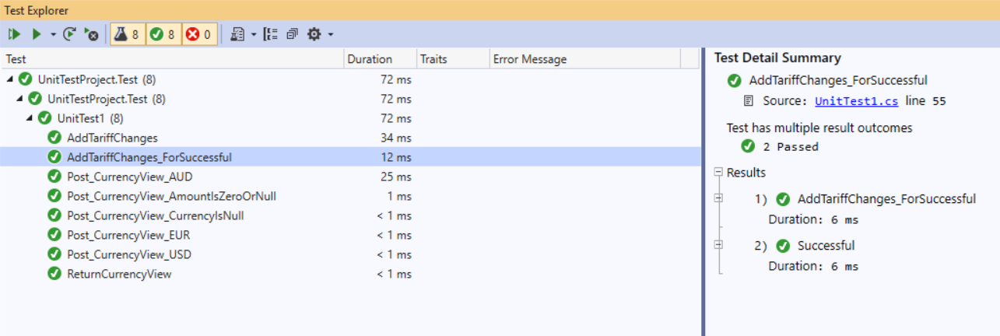 Test Explorer
8 8 0
Test Duration Traits Error Message
UnitTestProject.Test (8) 72 ms
UnitTestProject.Test (8) 72 ms
UnitTest1 (8) 72 ms
AddTariffChanges 34 ms
AddTariffChanges_ForSuccessful 12 ms
Post_CurrencyView_AUD 25 ms
Post_CurrencyView_AmountIsZeroOrNull 1 ms
Post_CurrencyView_CurrencyIsNull < 1 ms
Post_CurrencyView_EUR < 1 ms
Post_CurrencyView_USD < 1 ms
ReturnCurrencyView < 1 ms
Test Detail Summary
AddTariffChanges_ForSuccessful
Source: UnitTest1.cs line 55
Test has multiple result outcomes
2 Passed
Results
1) AddTariffChanges_ForSuccessful
Duration: 6 ms
2) Successful
Duration: 6 ms